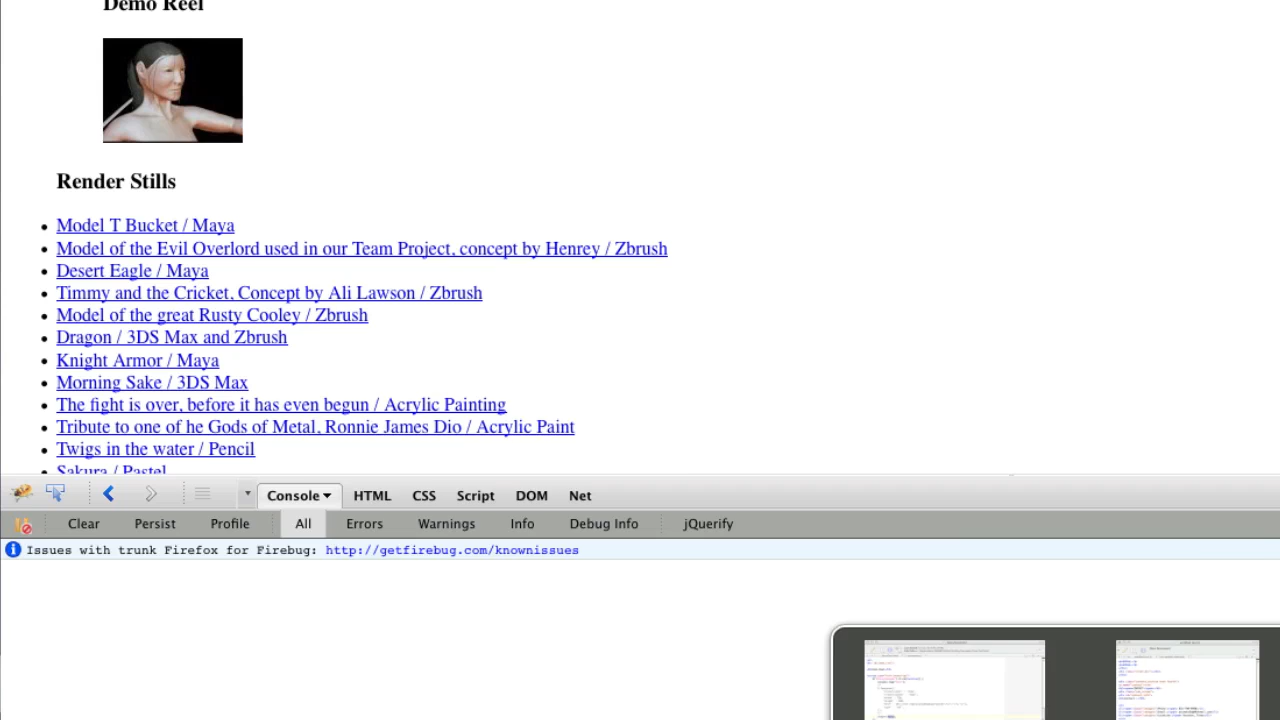 Demo Reel
Render Stills
Model T Bucket / Maya
Model of the Evil Overlord used in our Team Project, concept by Henrey / Zbrush
Desert Eagle / Maya
Timmy and the Cricket, Concept by Ali Lawson / Zbrush
Model of the great Rusty Cooley / Zbrush
Dragon / 3DS Max and Zbrush
Knight Armor / Maya
Morning Sake / 3DS Max
The fight is over, before it has even begun / Acrylic Painting
Tribute to one of he Gods of Metal, Ronnie James Dio / Acrylic Paint
Twigs in the water / Pencil
Sakura / Pastel
Console HTML CSS Script DOM Net
Clear Persist Profile All Errors Warnings Info Debug Info jQuerify
Issues with trunk Firefox for Firebug: http://getfirebug.com/knownissues